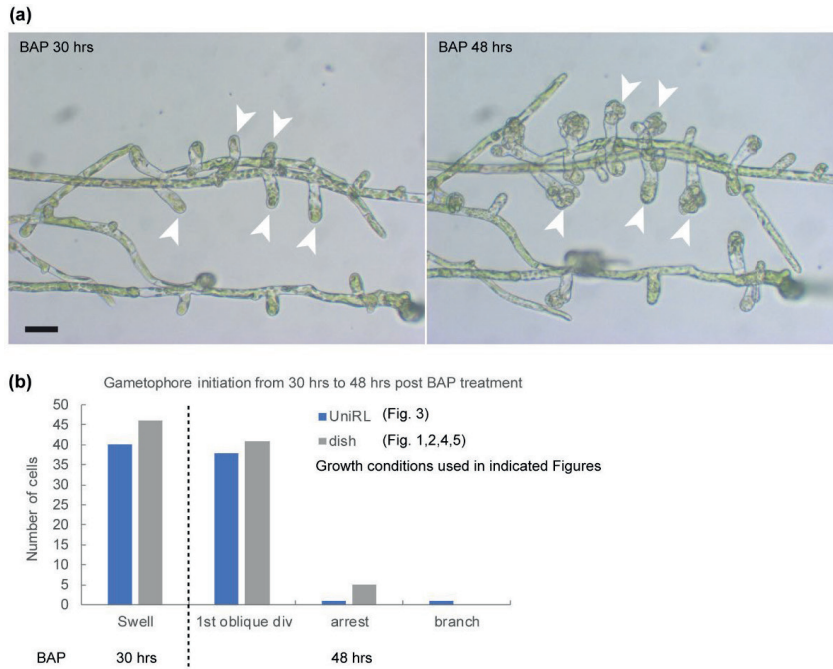 (a)
BAP 30 hrs
BAP 48 hrs
(b)
Gametophore initiation from 30 hrs to 48 hrs post BAP treatment
50
45
40
35
30
25
20
15
10
5
0
Number of cells
UniRL (Fig. 3)
dish (Fig. 1,2,4,5)
Growth conditions used in indicated Figures
Swell 1st oblique div arrest branch
BAP 30 hrs 48 hrs